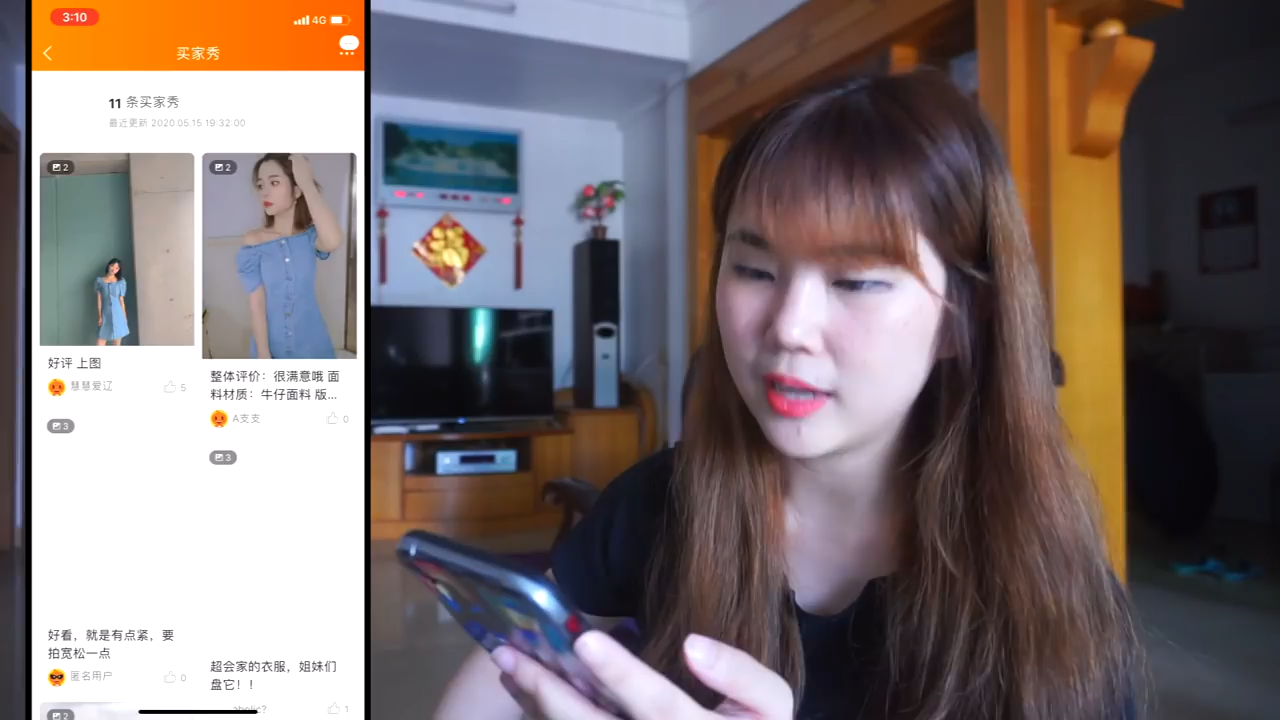 3:10
4G
买家秀
11 条买家秀
最近更新 2020.05.15 19:32:00
2
2
好评 上图
慧慧爱辽
5
整体评价：很满意哦 面
料材质：牛仔面料 版...
A支支
0
3
3
好看，就是有点紧，要
拍宽松一点
匿名用户
0
超会家的衣服，姐妹们
盘它！！
aholic?
1
2